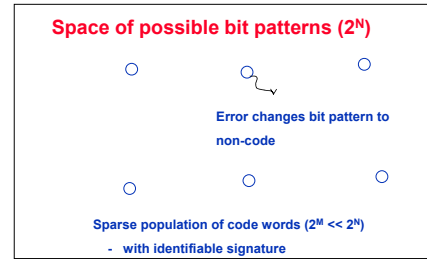 Space of possible bit patterns (2ᴺ)
Error changes bit pattern to
non-code
Sparse population of code words (2ᴹ << 2ᴺ)
- with identifiable signature